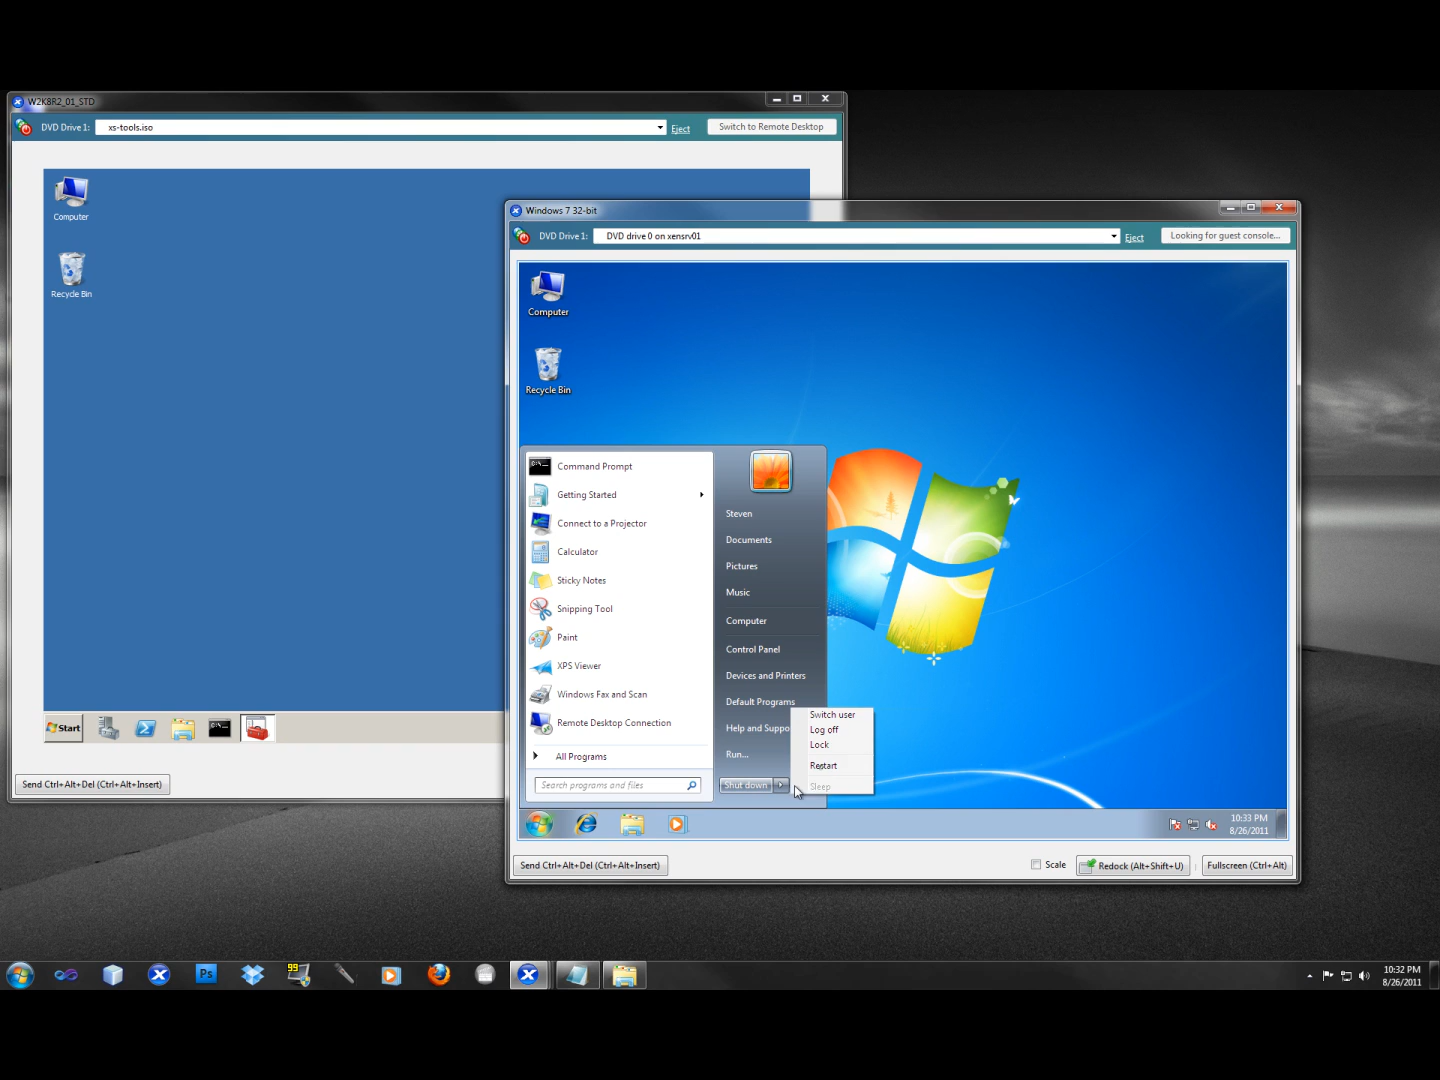 W2K8R2_01_STD
DVD Drive 1:
xs-tools.iso
Eject
Switch to Remote Desktop
Computer
Recycle Bin
Start
Send Ctrl+Alt+Del (Ctrl+Alt+Insert)
Windows 7 32-bit
DVD Drive 1:
DVD drive 0 on xensrv01
Eject
Looking for guest console...
Computer
Recycle Bin
Command Prompt
Getting Started
Connect to a Projector
Calculator
Sticky Notes
Snipping Tool
Paint
XPS Viewer
Windows Fax and Scan
Remote Desktop Connection
All Programs
Search programs and files
Steven
Documents
Pictures
Music
Computer
Control Panel
Devices and Printers
Default Programs
Help and Suppo
Run...
Shut down
Switch user
Log off
Lock
Restart
Sleep
10:33 PM
8/26/2011
Send Ctrl+Alt+Del (Ctrl+Alt+Insert)
Scale
Redock (Alt+Shift+U)
Fullscreen (Ctrl+Alt)
Ps
99
10:32 PM
8/26/2011